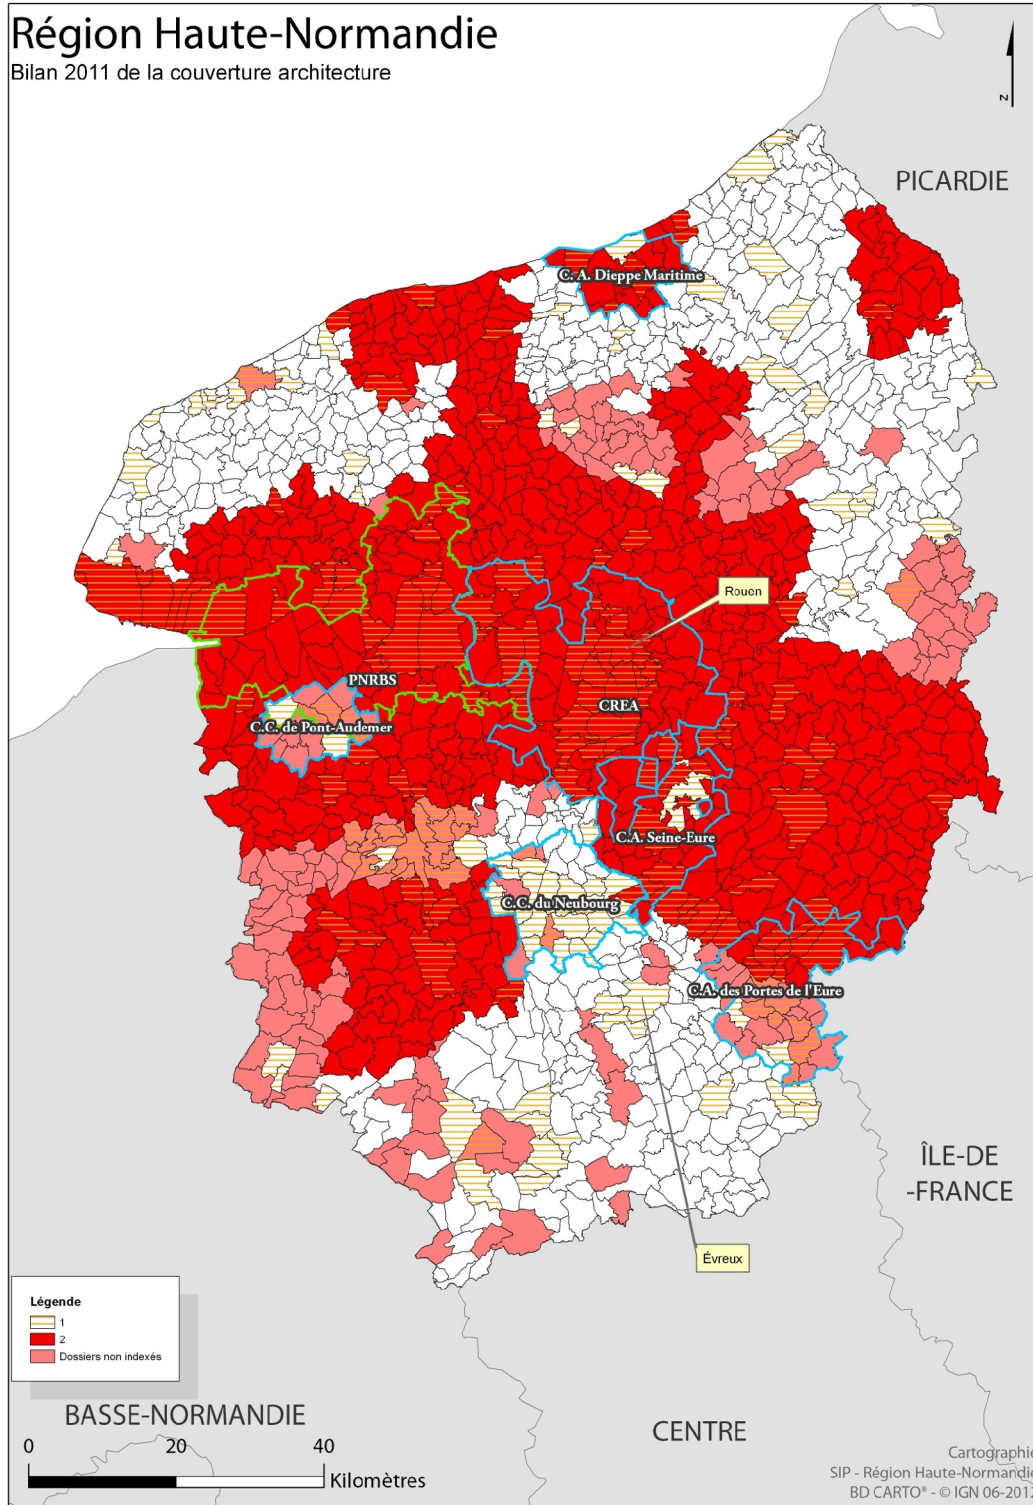 Région Haute-Normandie
Bilan 2011 de la couverture architecture
N
PICARDIE
C. A. Dieppe Maritime
Rouen
PNRBS
CREA
C.C. de Pont-Audemer
C.A. Seine-Eure
C.C. du Neubourg
C.A. des Portes de l'Eure
ÎLE-DE
-FRANCE
Évreux
Légende
1
2
Dossiers non indexés
BASSE-NORMANDIE
CENTRE
0 20 40
Kilomètres
Cartographie
SIP - Région Haute-Normandie
BD CARTO® - © IGN 06-201